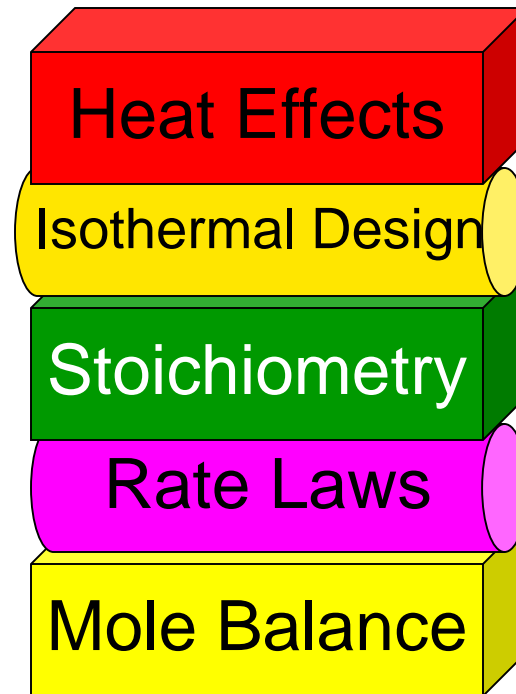 Heat Effects
Isothermal Design
Stoichiometry
Rate Laws
Mole Balance